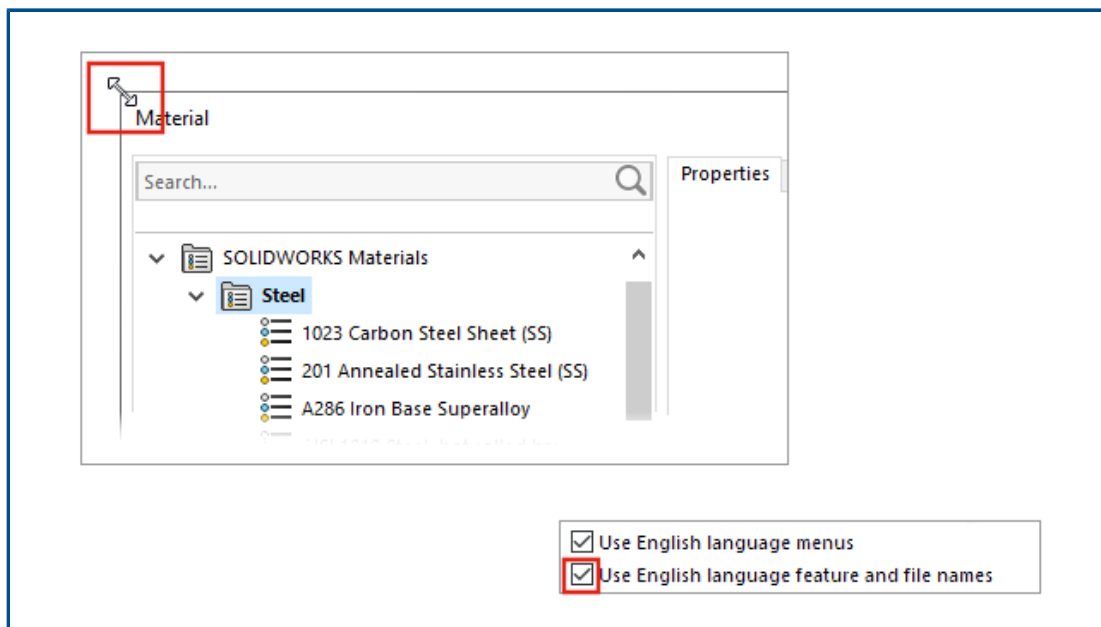 Material
Search...
Properties
SOLIDWORKS Materials
Steel
1023 Carbon Steel Sheet (SS)
201 Annealed Stainless Steel (SS)
A286 Iron Base Superalloy
Use English language menus
Use English language feature and file names